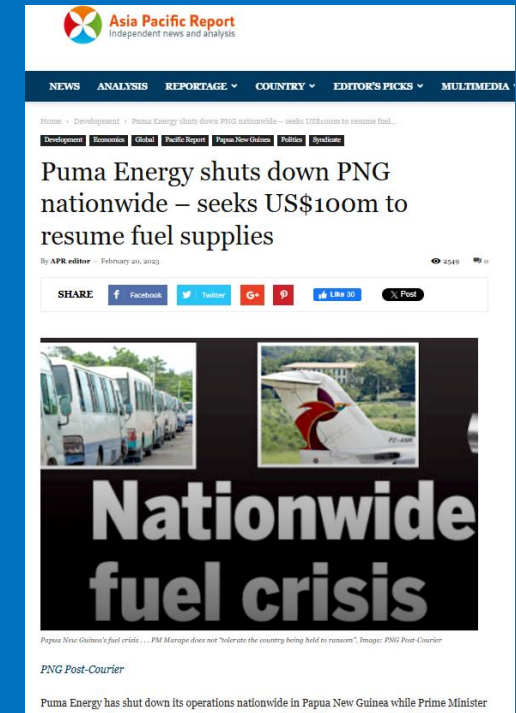 Asia Pacific Report
Independent news and analysis
NEWS ANALYSIS REPORTAGE COUNTRY EDITOR'S PICKS MULTIMEDIA
Home › Development › Puma Energy shuts down PNG nationwide – seeks US$100m to resume fuel...
Development Economics Global Pacific Report Papua New Guinea Politics Syndicate
Puma Energy shuts down PNG
nationwide – seeks US$100m to
resume fuel supplies
By APR editor - February 20, 2023 2549 0
SHARE Facebook Twitter G+ Like 30 X Post
P2-ANR
Nationwide
fuel crisis
Papua New Guinea's fuel crisis . . . PM Marape does not "tolerate the country being held to ransom". Image: PNG Post-Courier
PNG Post-Courier
Puma Energy has shut down its operations nationwide in Papua New Guinea while Prime Minister